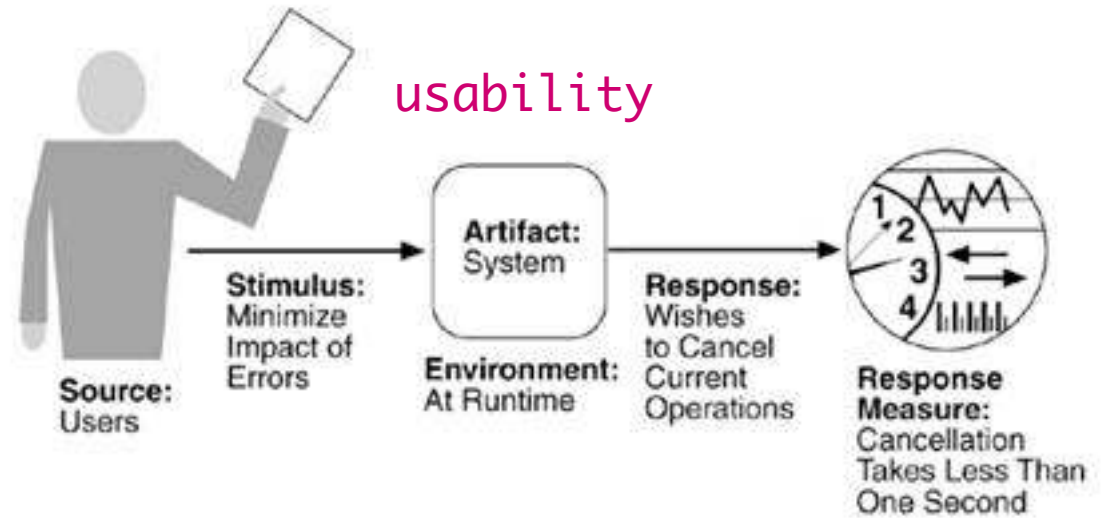 usability
Source:
Users
Stimulus:
Minimize
Impact of
Errors
Artifact:
System
Environment:
At Runtime
Response:
Wishes
to Cancel
Current
Operations
1
2
3
4
Response
Measure:
Cancellation
Takes Less Than
One Second